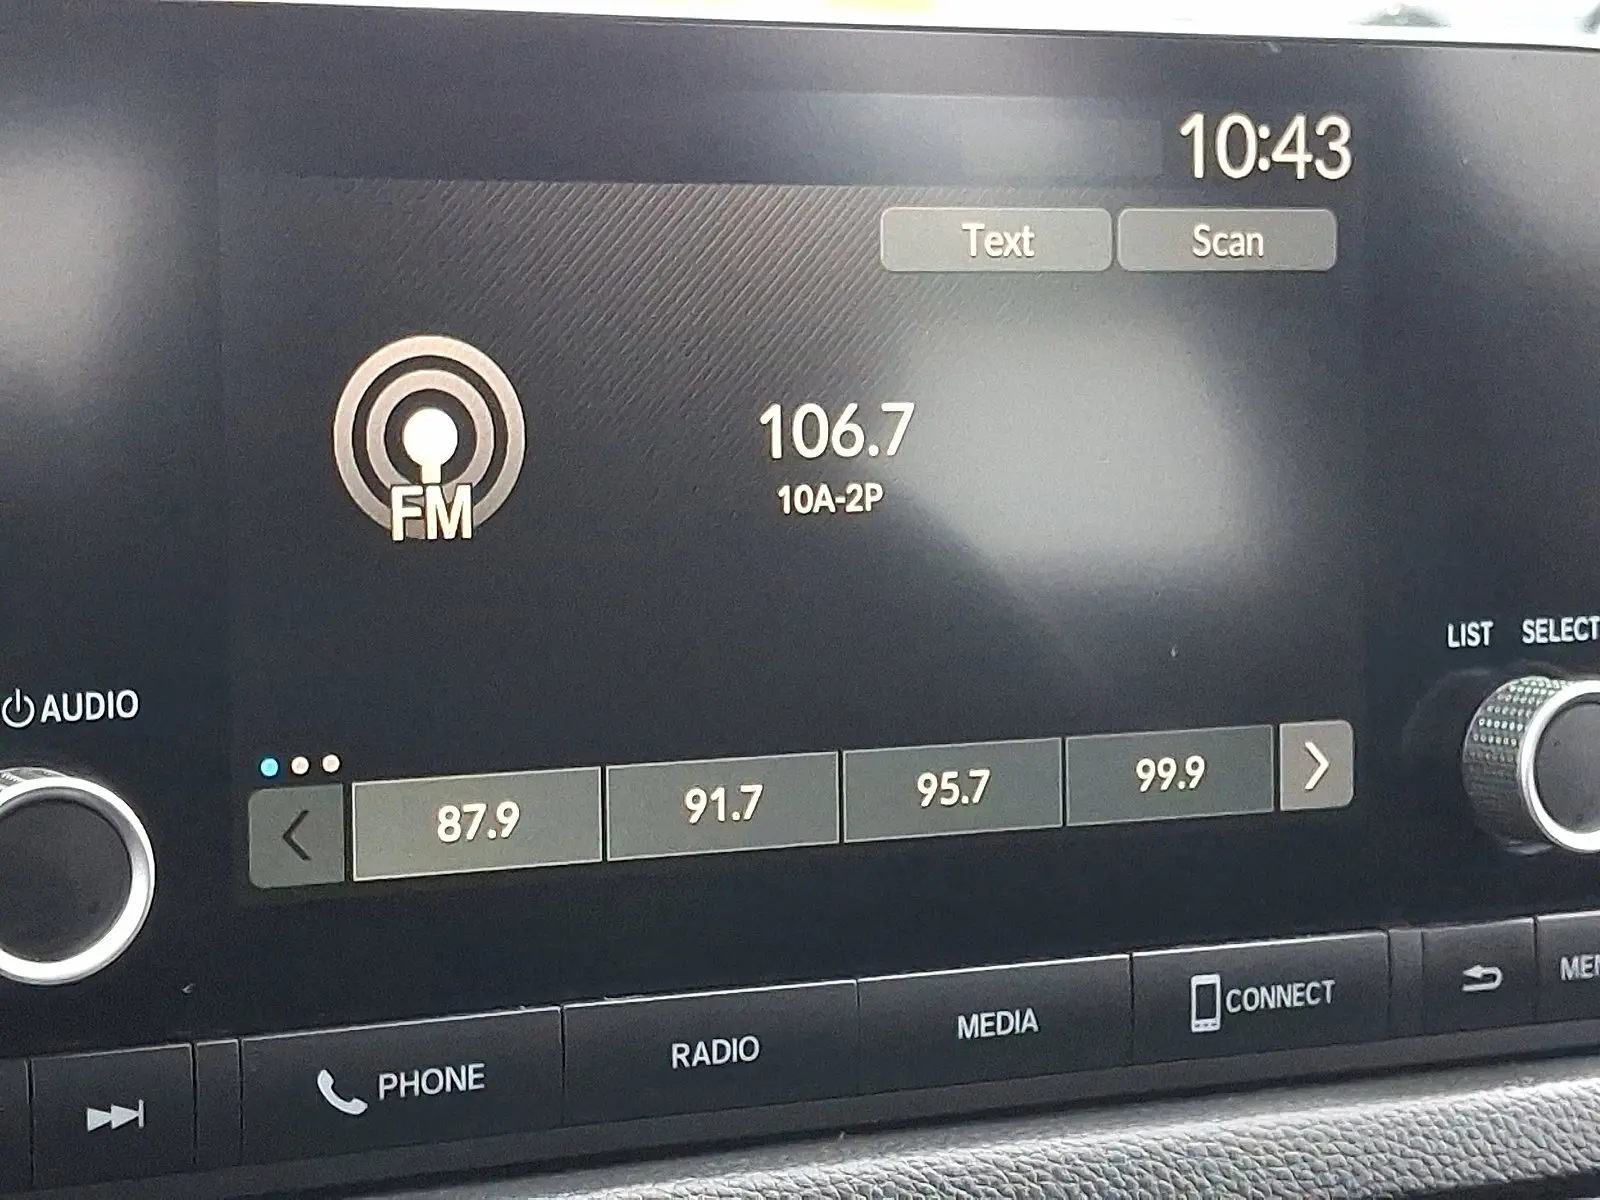 10:43
Text Scan
106.7
10A-2P
FM
LIST SELECT
AUDIO
87.9 91.7 95.7 99.9
PHONE RADIO MEDIA CONNECT